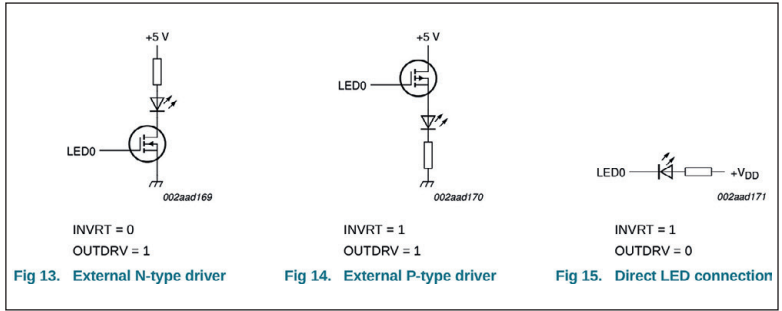 +5 V
LED0
002aad169
INVRT = 0
OUTDRV = 1
Fig 13. External N-type driver
+5 V
LED0
002aad170
INVRT = 1
OUTDRV = 1
Fig 14. External P-type driver
LED0
+VDD
002aad171
INVRT = 1
OUTDRV = 0
Fig 15. Direct LED connection